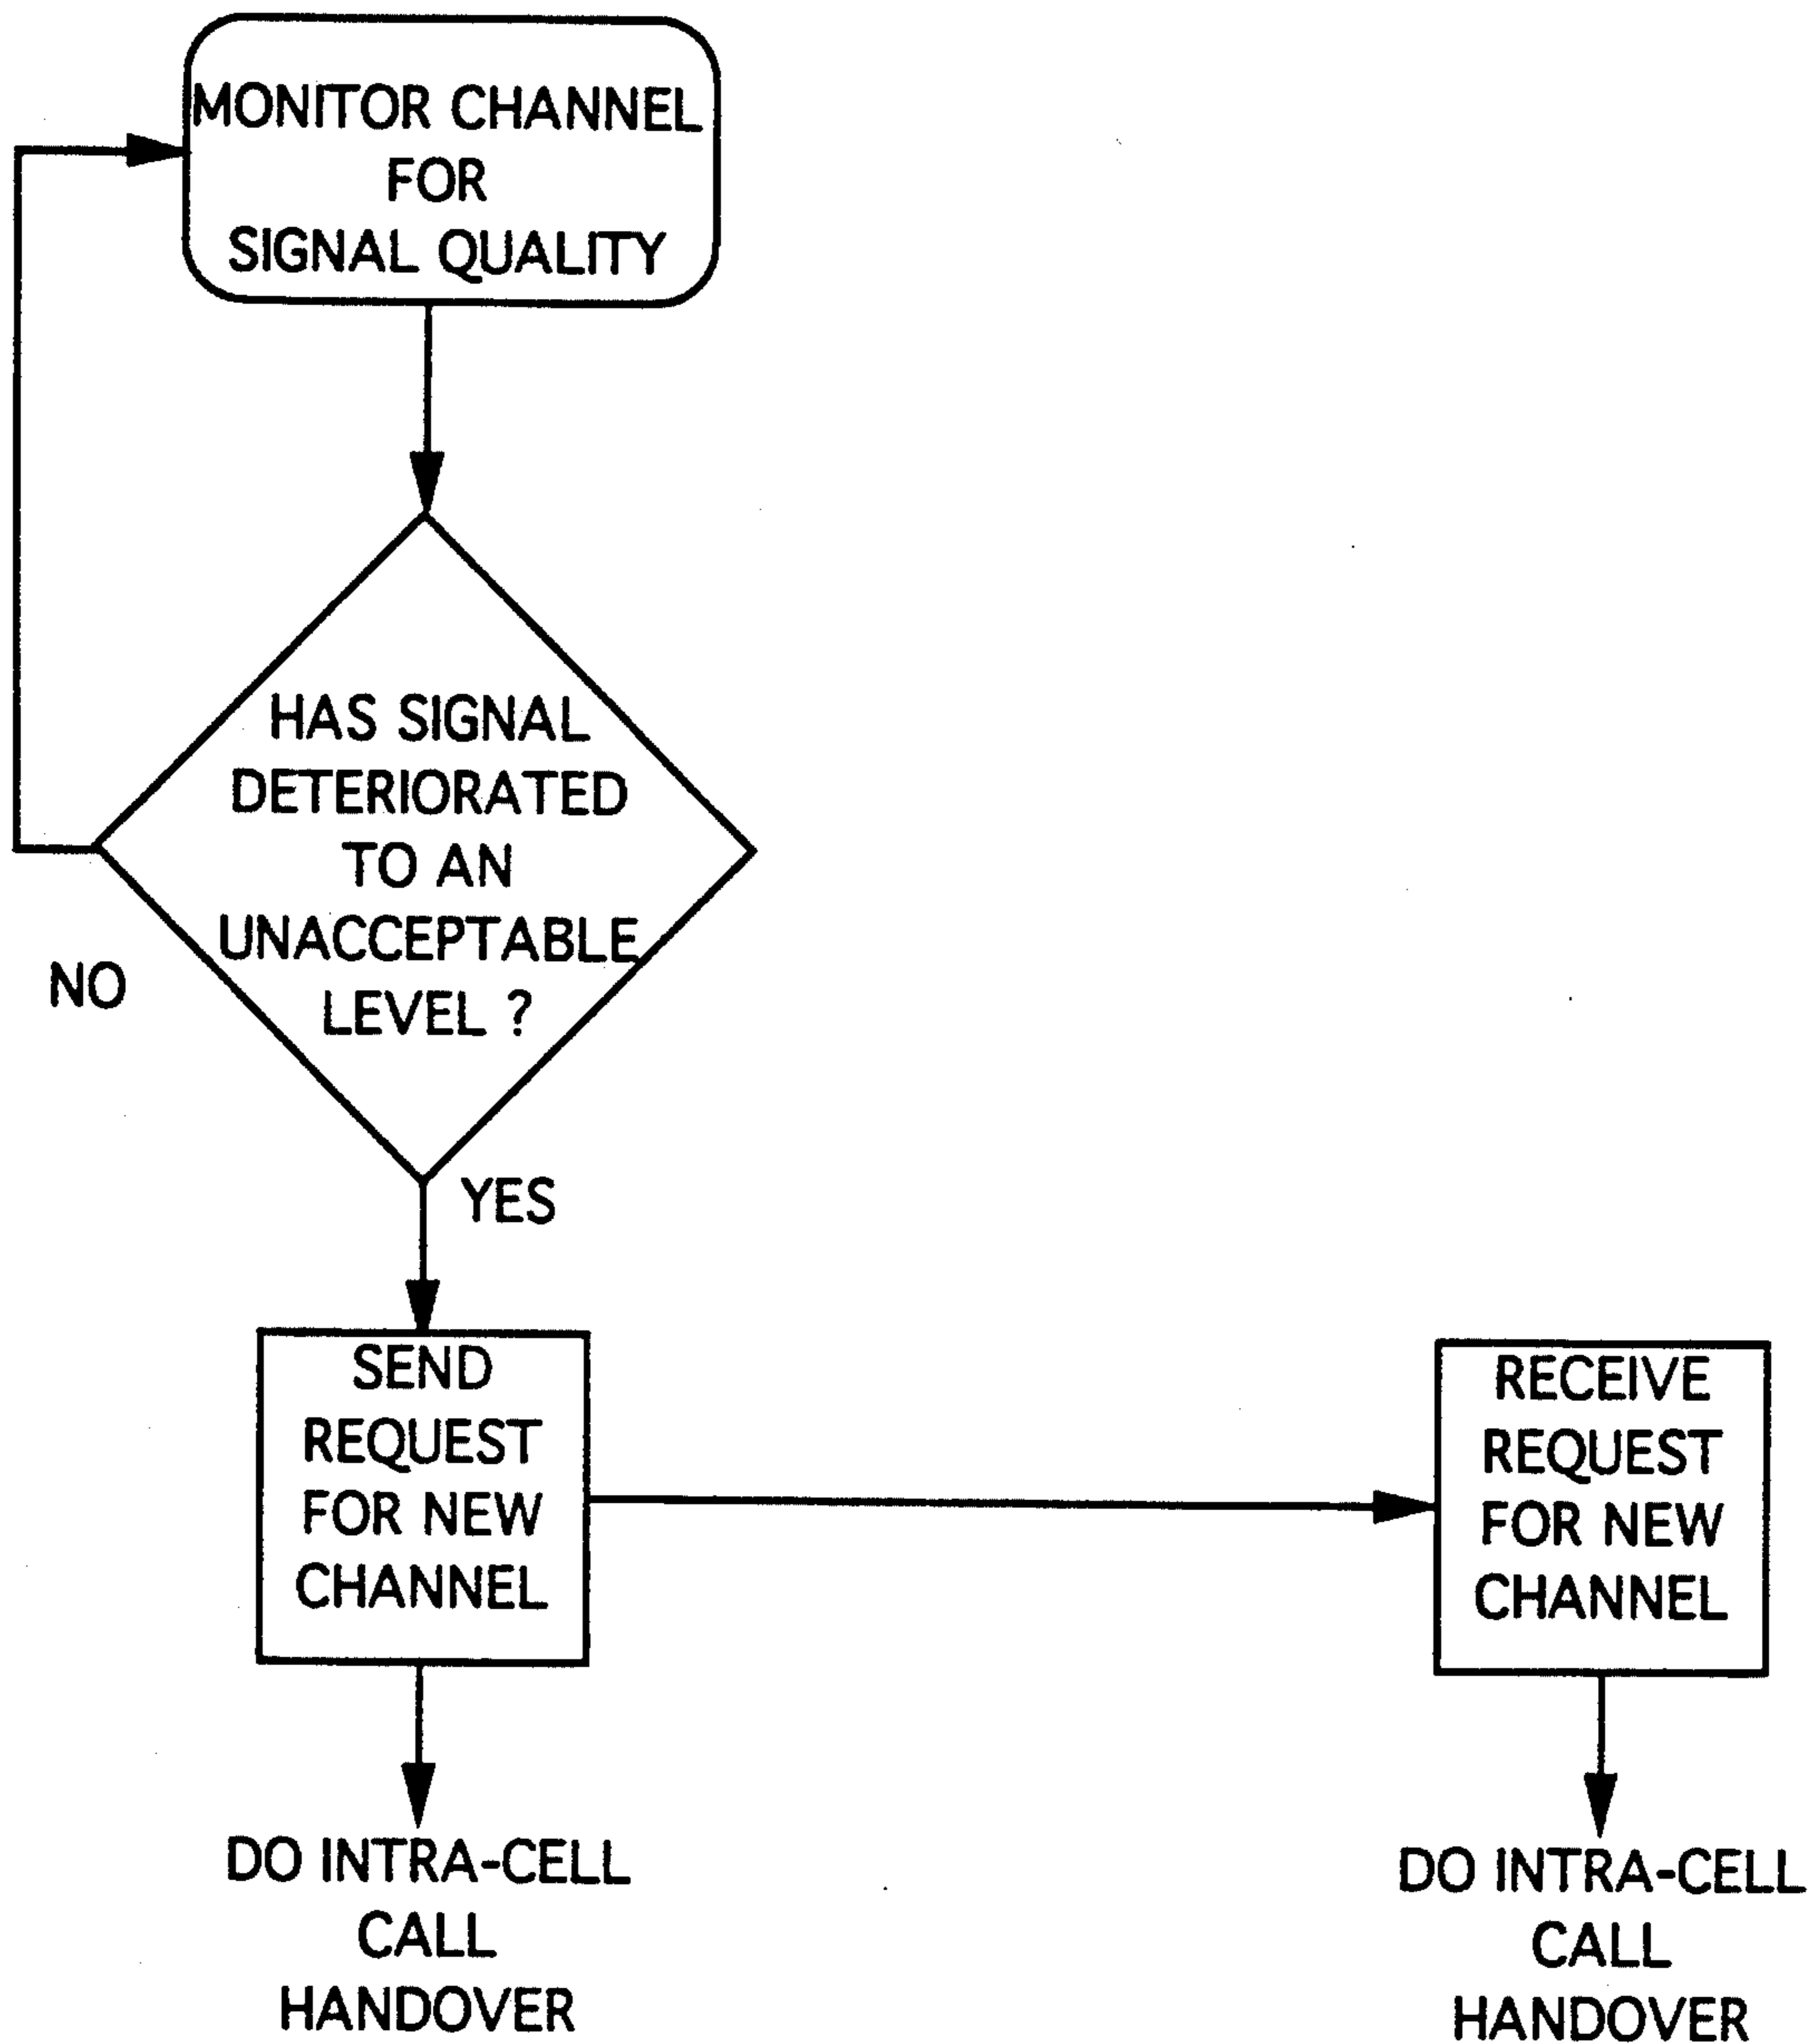 MONITOR CHANNEL
FOR
SIGNAL QUALITY
HAS SIGNAL
DETERIORATED
TO AN
UNACCEPTABLE
LEVEL ?
NO
YES
SEND
REQUEST
FOR NEW
CHANNEL
RECEIVE
REQUEST
FOR NEW
CHANNEL
DO INTRA-CELL
CALL
HANDOVER
DO INTRA-CELL
CALL
HANDOVER